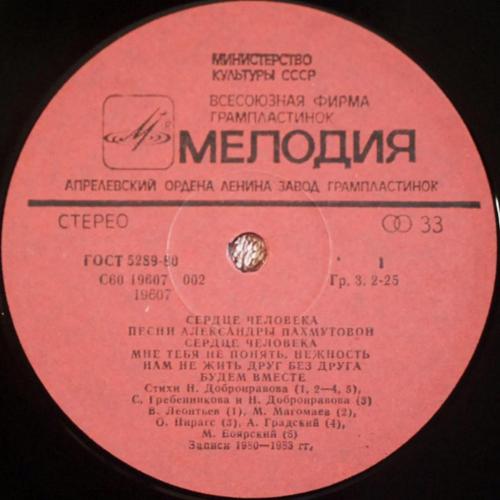 МИНИСТЕРСТВО
КУЛЬТУРЫ СССР
ВСЕСОЮЗНАЯ ФИРМА
ГРАМПЛАСТИНОК
МЕЛОДИЯ
АПРЕЛЕВСКИЙ ОРДЕНА ЛЕНИНА ЗАВОД ГРАМПЛАСТИНОК
СТЕРЕО 33
ГОСТ 5289-80 1
С60 19607 002 Гр. 3. 2-25
19607
СЕРДЦЕ ЧЕЛОВЕКА
ПЕСНИ АЛЕКСАНДРЫ ПАХМУТОВОЙ
СЕРДЦЕ ЧЕЛОВЕКА
МНЕ ТЕБЯ НЕ ПОНЯТЬ, НЕЖНОСТЬ
НАМ НЕ ЖИТЬ ДРУГ БЕЗ ДРУГА
БУДЕМ ВМЕСТЕ
Стихи Н. Добронравова (1, 2—4, 5),
С. Гребенникова и Н. Добронравова (3)
В. Леонтьев (1), М. Магомаев (2),
О. Пирагс (3), А. Градский (4),
М. Боярский (5)
Записи 1980—1983 гг.